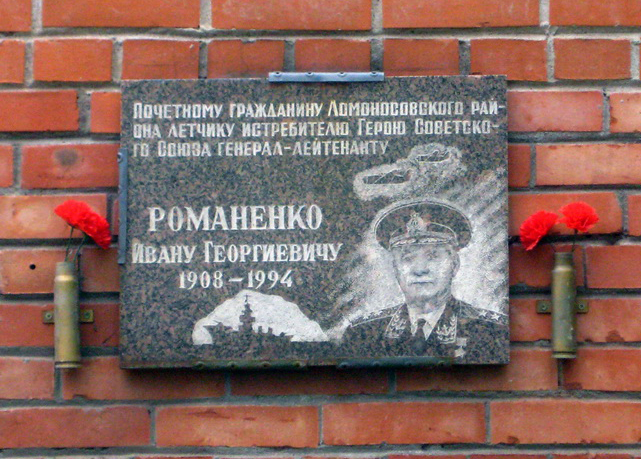 Почетному гражданину Ломоносовского рай-
она летчику истребителю Герою Советско-
го Союза генерал-лейтенанту
РОМАНЕНКО
Ивану Георгиевичу
1908-1994